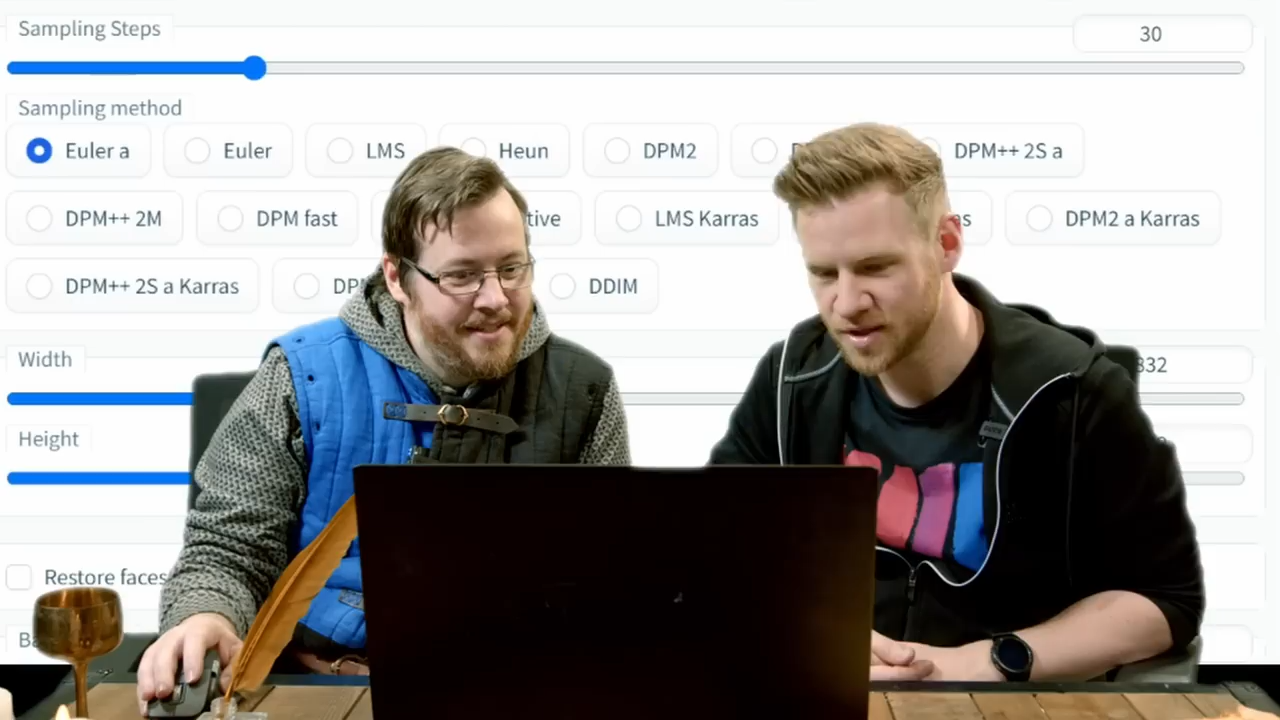 Sampling Steps
30
Sampling method
Euler a
Euler
LMS
Heun
DPM2
DPM++ 2S a
DPM++ 2M
DPM fast
LMS Karras
DPM2 a Karras
DPM++ 2S a Karras
DDIM
Width
832
Height
Restore faces